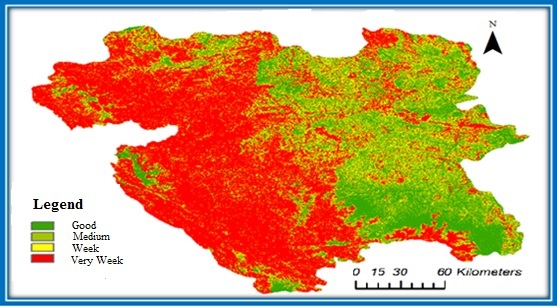 N
Legend
Good
Medium
Week
Very Week
0 15 30 60 Kilometers